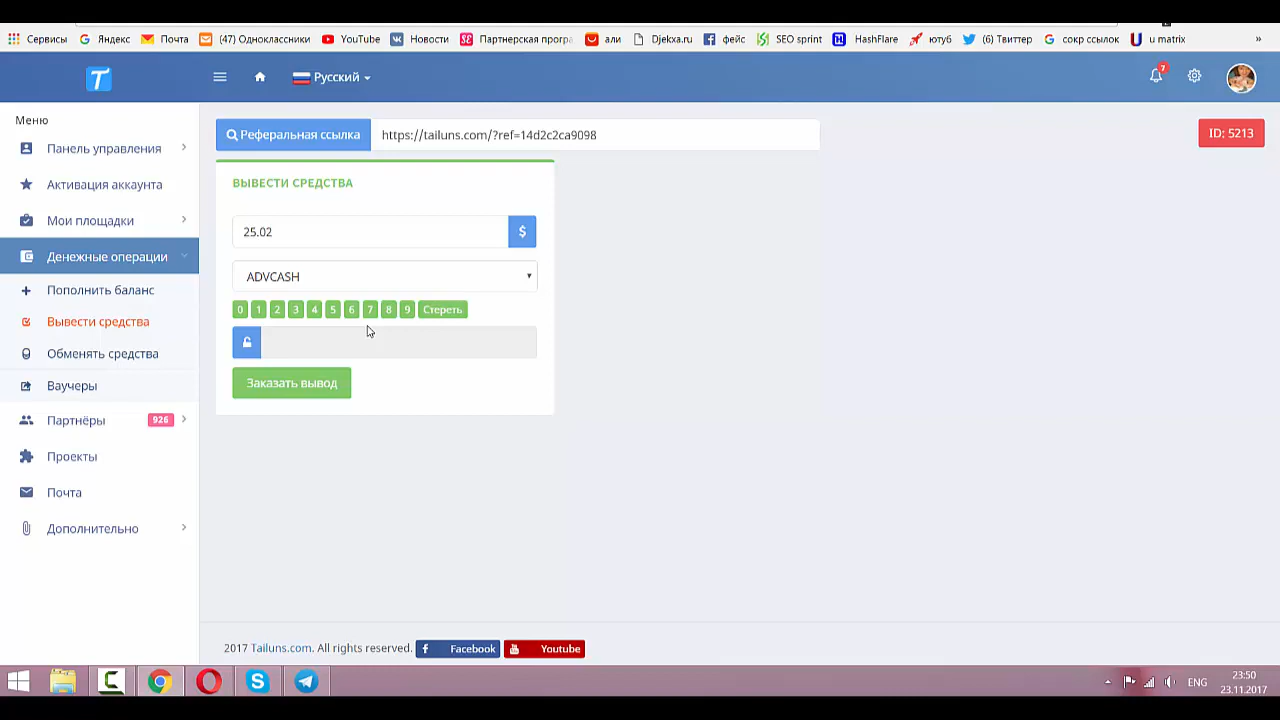 Сервисы Яндекс Почта (47) Одноклассники YouTube Новости Партнерская програ али Djekxa.ru фейс SEO sprint HashFlare ютуб (6) Твиттер сокр ссылок u matrix »
T Русский 7
Меню
Реферальная ссылка https://tailuns.com/?ref=14d2c2ca9098 ID: 5213
Панель управления
Активация аккаунта
Мои площадки
Денежные операции
Пополнить баланс
Вывести средства
Обменять средства
Ваучеры
Партнёры 926
Проекты
Почта
Дополнительно
ВЫВЕСТИ СРЕДСТВА
25.02 $
ADVCASH
0 1 2 3 4 5 6 7 8 9 Стереть
Заказать вывод
2017 Tailuns.com. All rights reserved. Facebook Youtube
ENG 23:50
23.11.2017